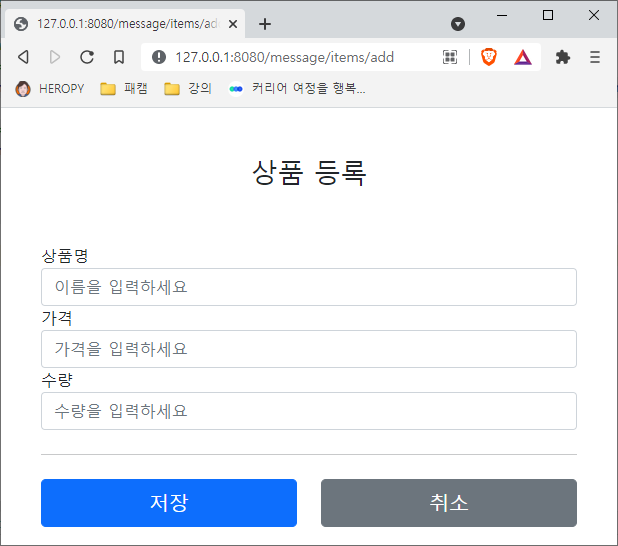 127.0.0.1:8080/message/items/add
127.0.0.1:8080/message/items/add
HEROPY 패캠 강의 커리어 여정을 행복...
상품 등록
상품명
이름을 입력하세요
가격
가격을 입력하세요
수량
수량을 입력하세요
저장 취소